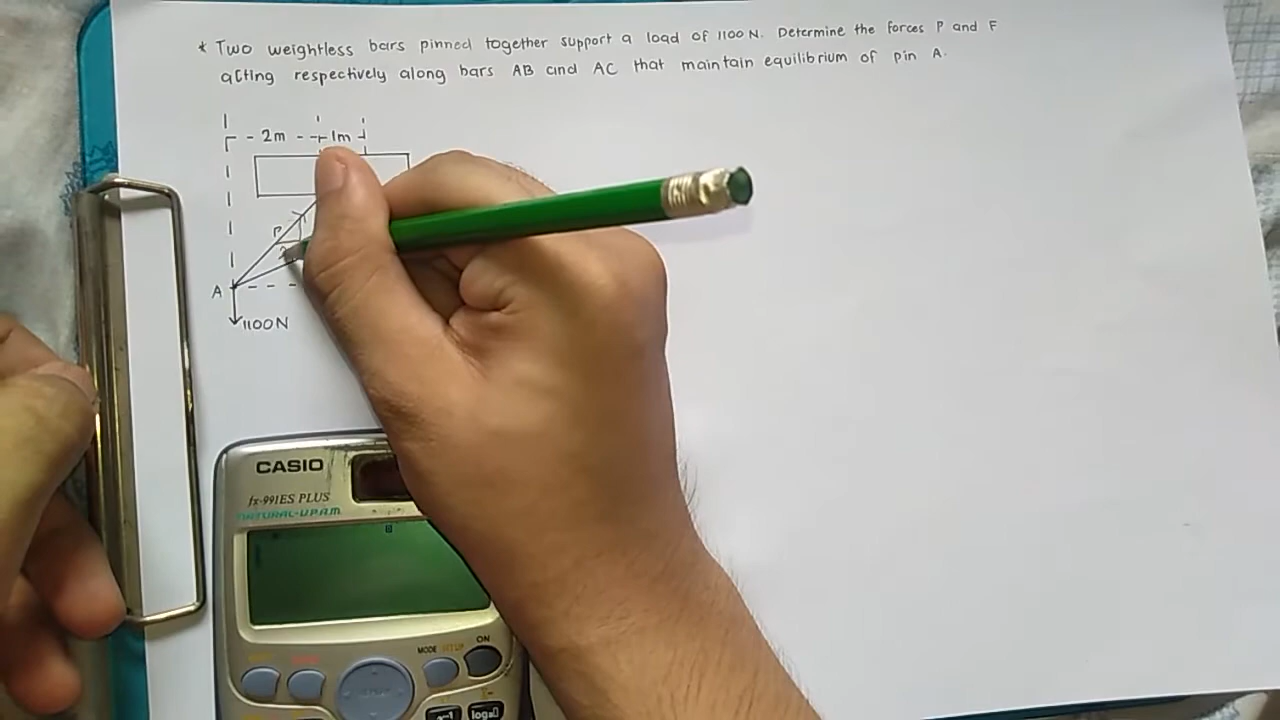 * Two weightless bars pinned together support a load of 1100 N. Determine the forces P and F
acting respectively along bars AB and AC that maintain equilibrium of pin A.
2m 1m
P
A
1100N
CASIO
fx-991ES PLUS
NATURAL-V.P.A.M.
MODE SETUP ON